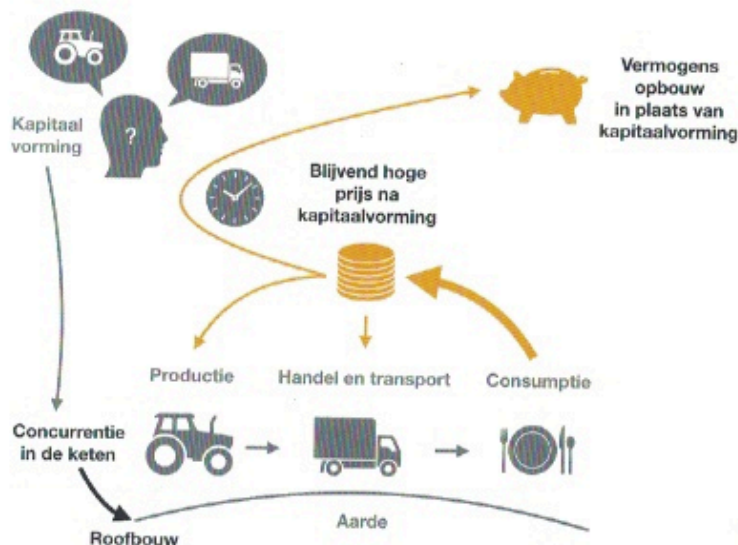 Kapitaal
vorming
?
Vermogens
opbouw
in plaats van
kapitaalvorming
Blijvend hoge
prijs na
kapitaalvorming
Productie
Handel en transport
Consumptie
Concurrentie
in de keten
Aarde
Roofbouw